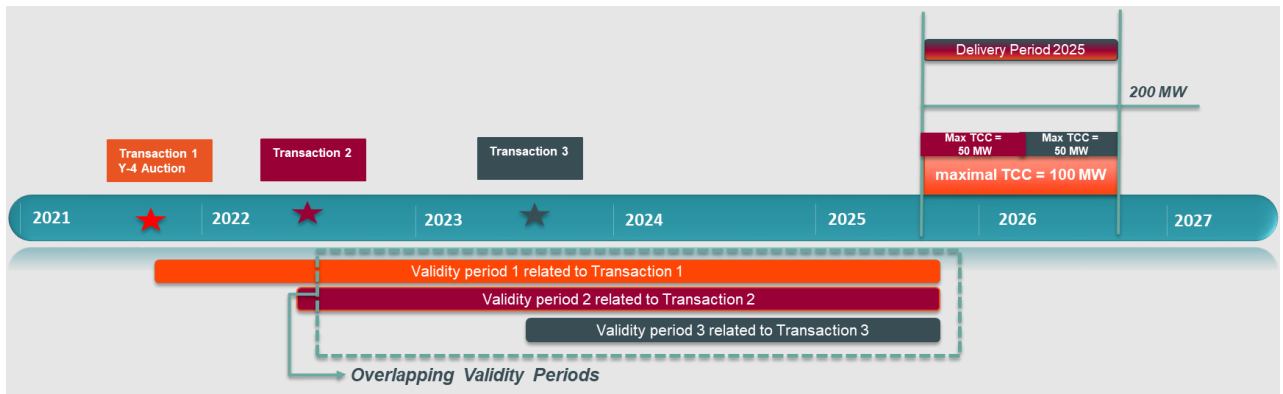 Delivery Period 2025
200 MW
Transaction 1
Y-4 Auction
Transaction 2
Transaction 3
Max TCC =
50 MW
Max TCC =
50 MW
maximal TCC = 100 MW
2021
2022
2023
2024
2025
2026
2027
Validity period 1 related to Transaction 1
Validity period 2 related to Transaction 2
Validity period 3 related to Transaction 3
Overlapping Validity Periods